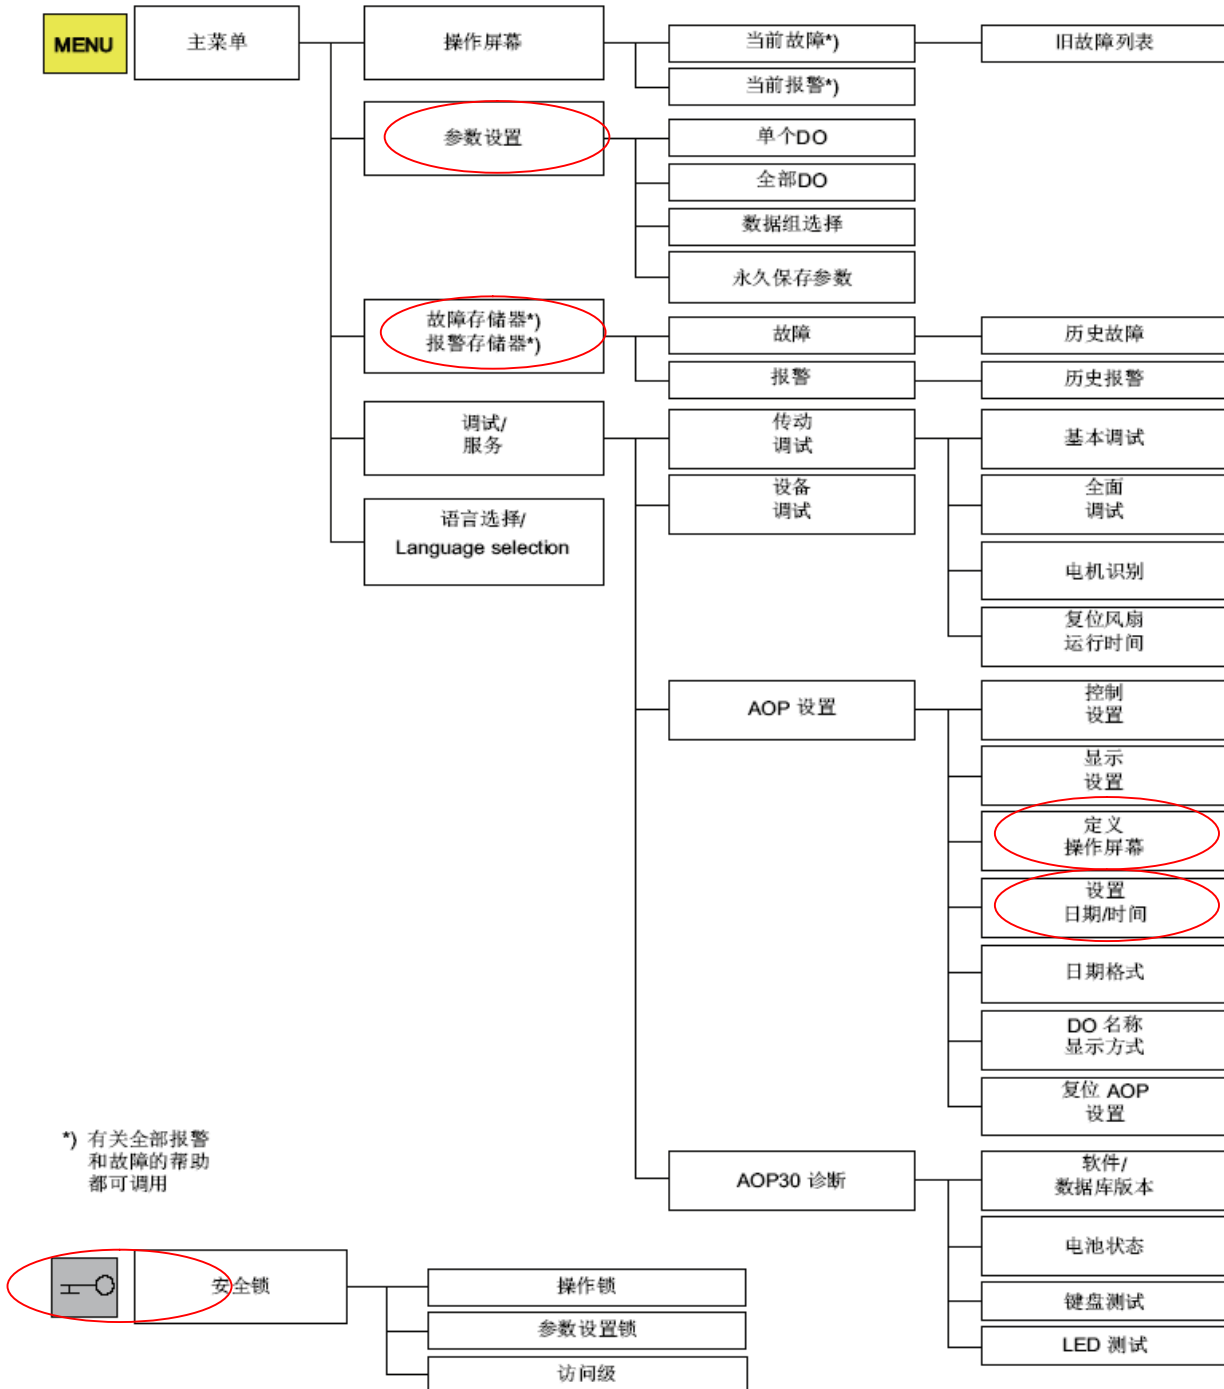 MENU
主菜单
操作屏幕
当前故障*)
旧故障列表
当前报警*)
参数设置
单个DO
全部DO
数据组选择
永久保存参数
故障存储器*)
报警存储器*)
故障
历史故障
报警
历史报警
调试/
服务
传动
调试
基本调试
设备
调试
全面
调试
电机识别
复位风扇
运行时间
语言选择/
Language selection
AOP 设置
控制
设置
显示
设置
定义
操作屏幕
设置
日期/时间
日期格式
DO 名称
显示方式
复位 AOP
设置
*) 有关全部报警
和故障的帮助
都可调用
AOP30 诊断
软件/
数据库版本
电池状态
键盘测试
LED 测试
安全锁
操作锁
参数设置锁
访问级